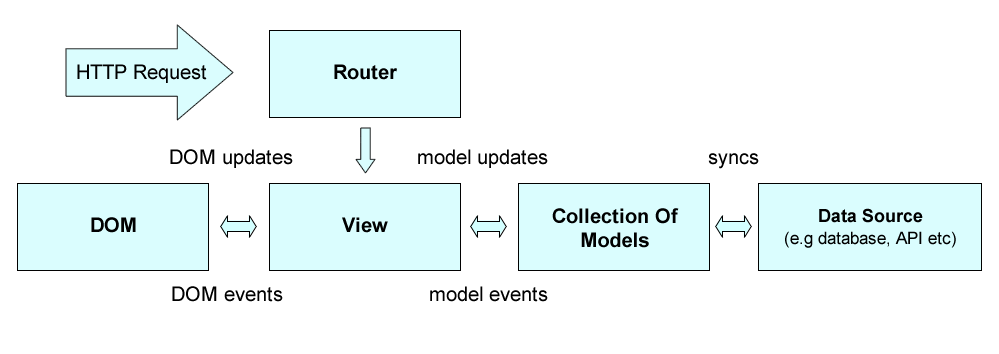 HTTP Request
Router
DOM updates
model updates
syncs
DOM
View
Collection Of
Models
Data Source
(e.g database, API etc)
DOM events
model events